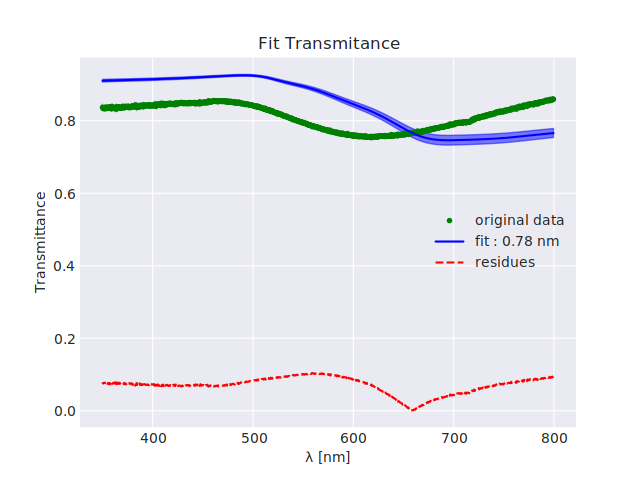 Fit Transmitance
Transmittance
0.8
0.6
0.4
0.2
0.0
original data
fit : 0.78 nm
residues
400 500 600 700 800
λ [nm]